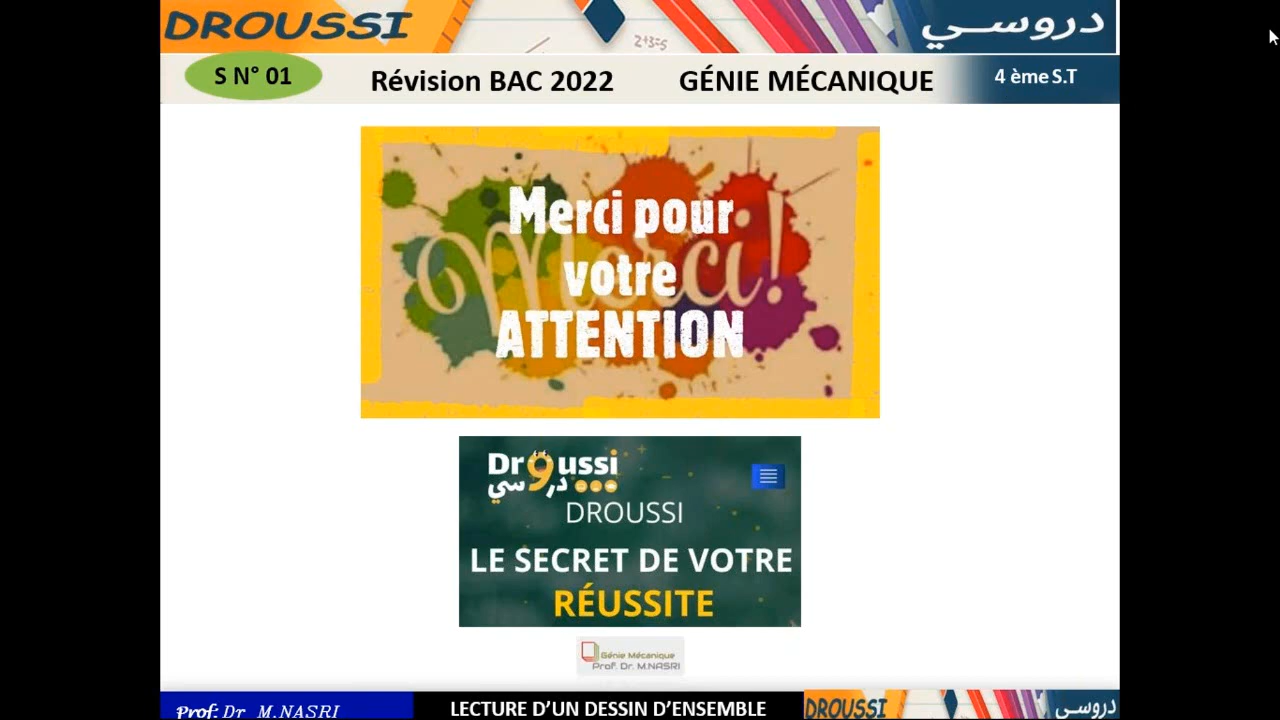 DROUSSI
2+3=5
دروسي
S N° 01
Révision BAC 2022
GÉNIE MÉCANIQUE
4 ème S.T
Merci!
Merci pour
votre
ATTENTION
Droussi
دروسي
DROUSSI
LE SECRET DE VOTRE
RÉUSSITE
Génie Mécanique
Prof. Dr. M.NASRI
Prof: Dr M.NASRI
LECTURE D’UN DESSIN D’ENSEMBLE
DROUSSI
دروسي